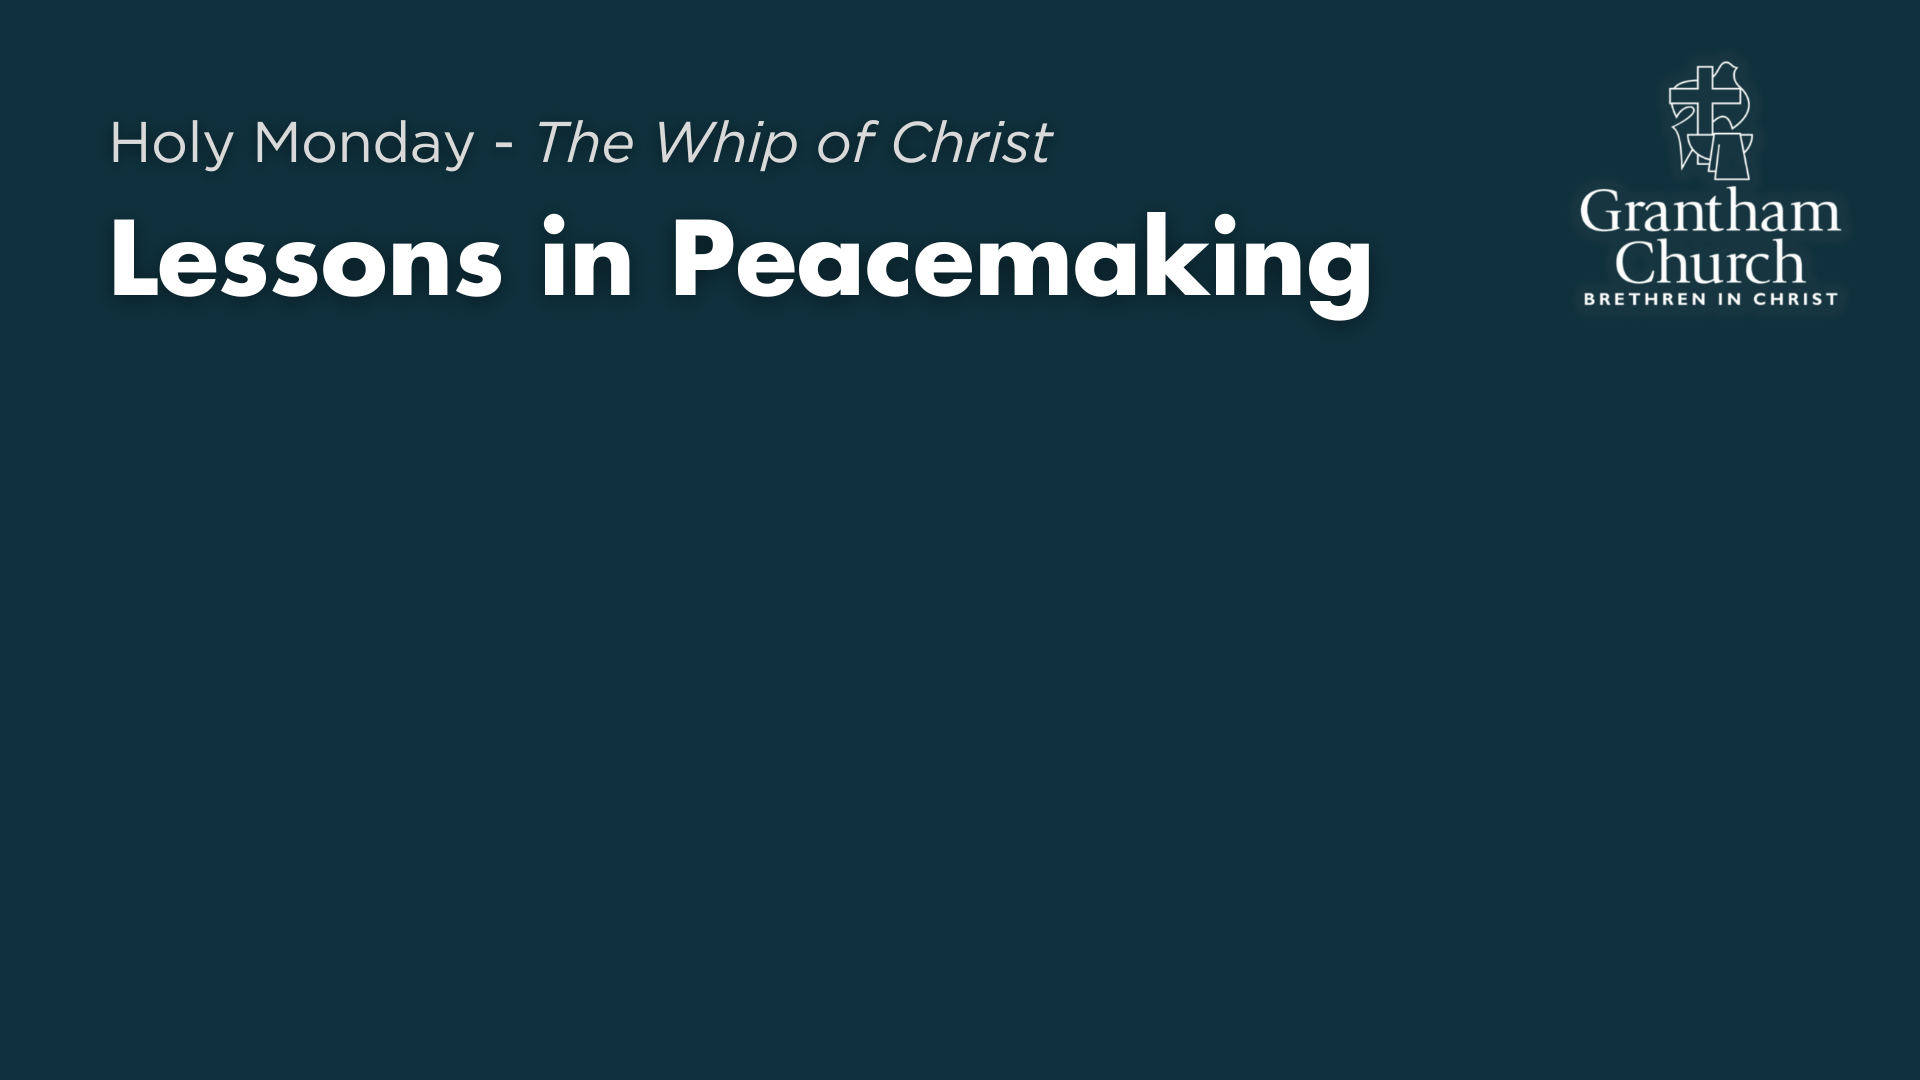 Holy Monday - The Whip of Christ
Lessons in Peacemaking
Grantham
Church
BRETHREN IN CHRIST